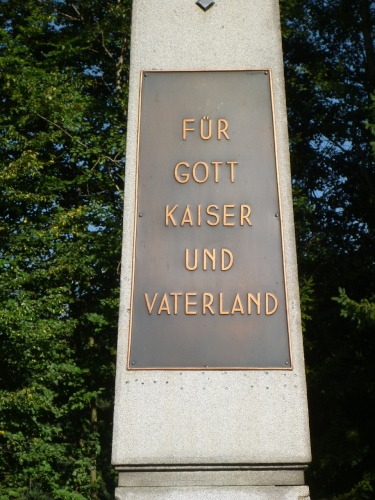 FÜR
GOTT
KAISER
UND
VATERLAND